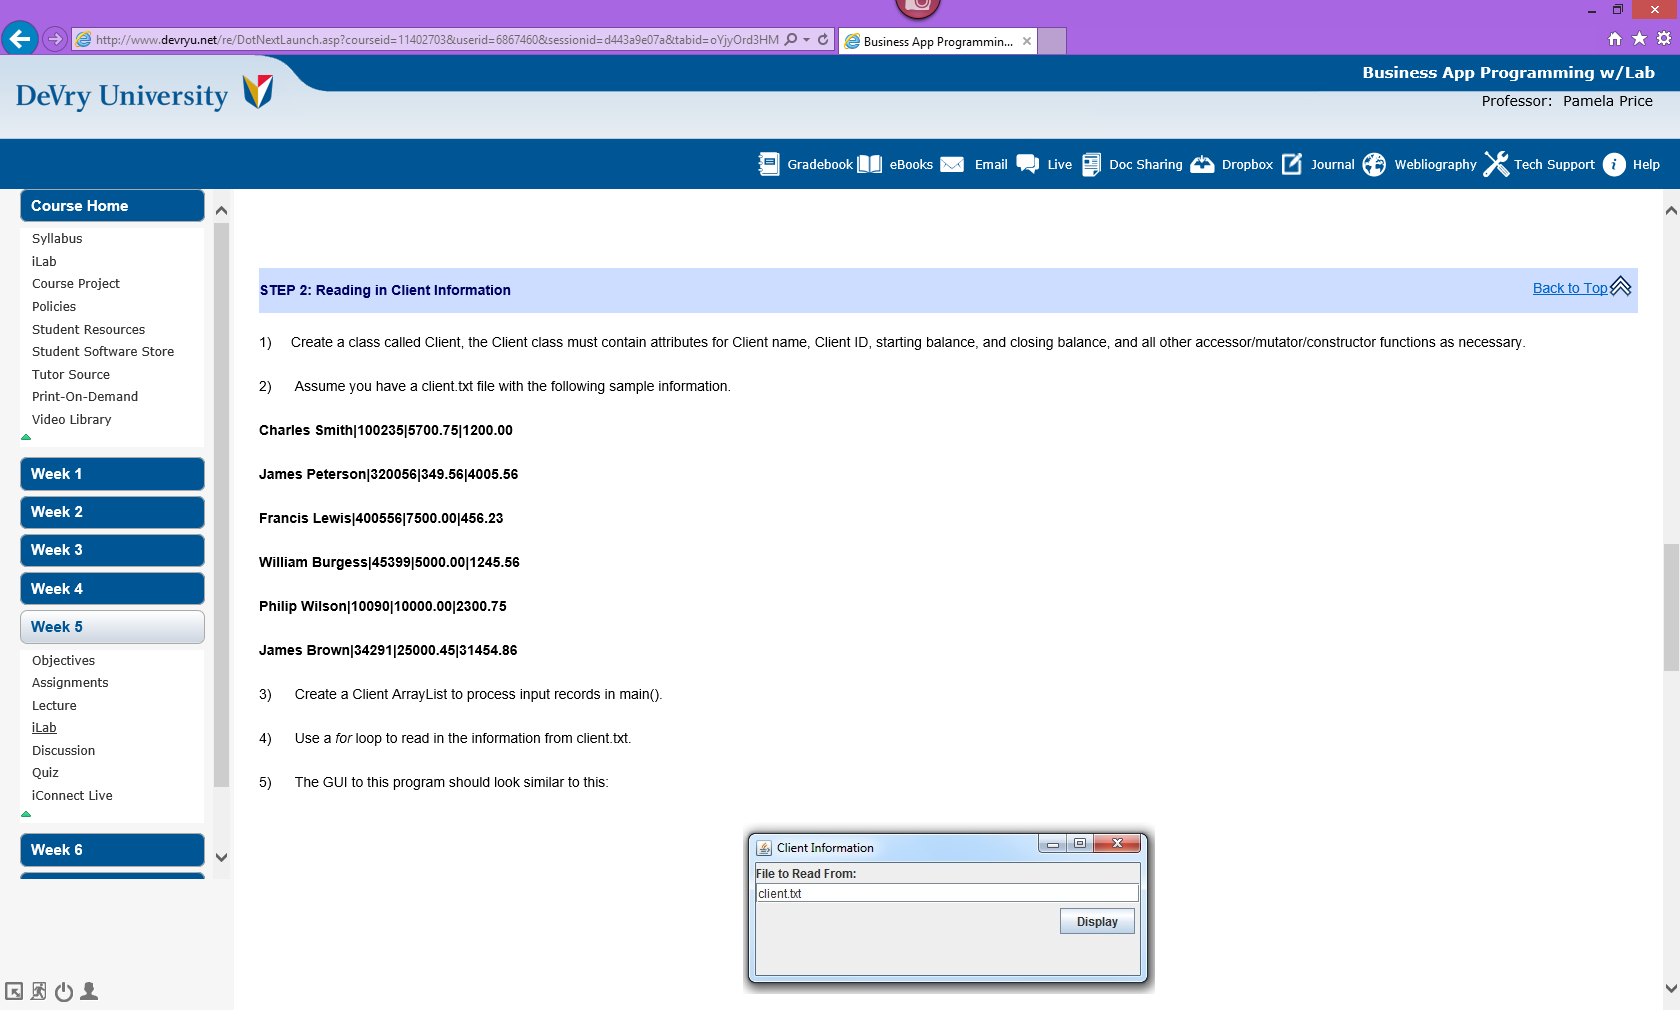 http://www.devryu.net/re/DotNextLaunch.asp?courseid=11402703&userid=6867460&sessionid=d443a9e07a&tabid=oYjyOrd3HM
Business App Programmin...
DeVry University
Business App Programming w/Lab
Professor: Pamela Price
Gradebook eBooks Email Live Doc Sharing Dropbox Journal Webliography Tech Support Help
Course Home
Syllabus
iLab
Course Project
Policies
Student Resources
Student Software Store
Tutor Source
Print-On-Demand
Video Library
Week 1
Week 2
Week 3
Week 4
Week 5
Objectives
Assignments
Lecture
iLab
Discussion
Quiz
iConnect Live
Week 6
STEP 2: Reading in Client Information
Back to Top
1) Create a class called Client, the Client class must contain attributes for Client name, Client ID, starting balance, and closing balance, and all other accessor/mutator/constructor functions as necessary.
2) Assume you have a client.txt file with the following sample information.
Charles Smith|100235|5700.75|1200.00
James Peterson|320056|349.56|4005.56
Francis Lewis|400556|7500.00|456.23
William Burgess|45399|5000.00|1245.56
Philip Wilson|10090|10000.00|2300.75
James Brown|34291|25000.45|31454.86
3) Create a Client ArrayList to process input records in main().
4) Use a for loop to read in the information from client.txt.
5) The GUI to this program should look similar to this:
Client Information
File to Read From:
client.txt
Display